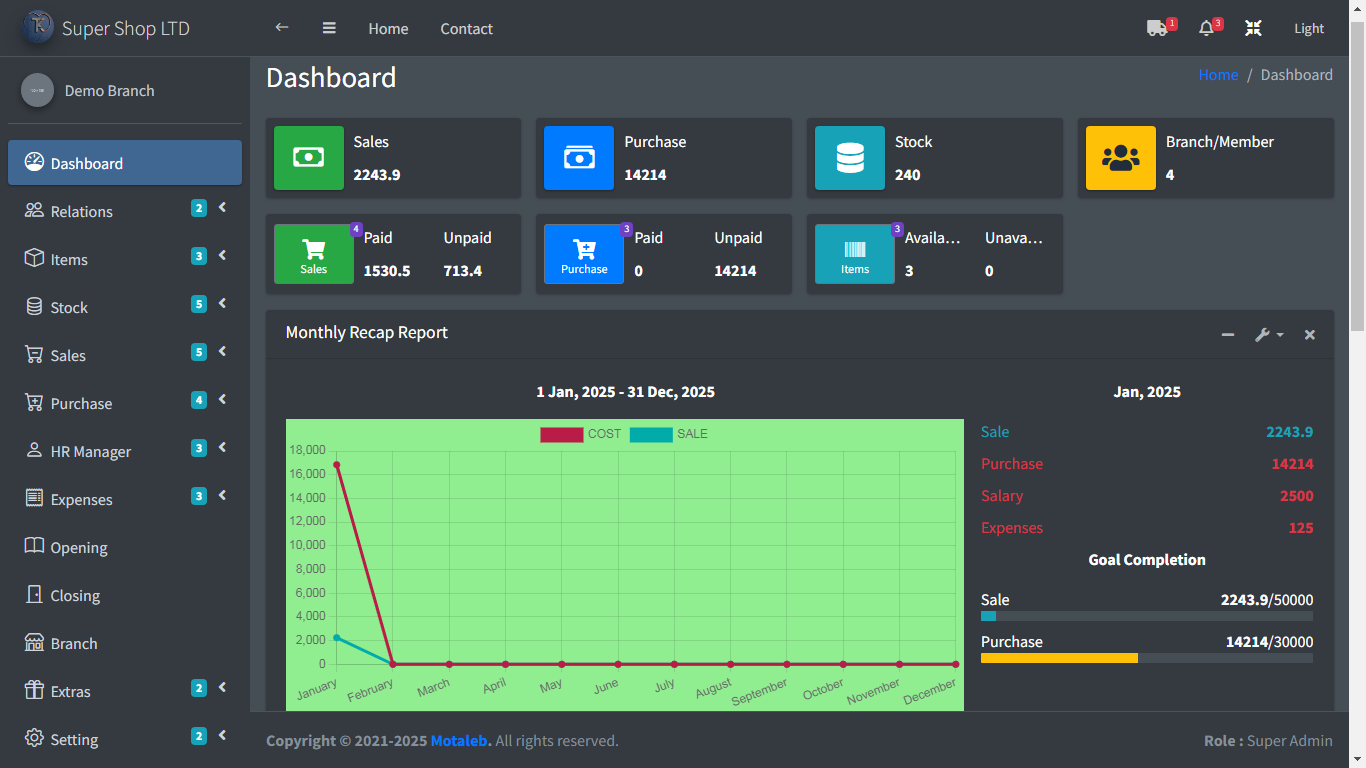 Super Shop LTD
Home
Contact
1
3
Light
Demo Branch
Dashboard
Relations 2
Items 3
Stock 5
Sales 5
Purchase 4
HR Manager 3
Expenses 3
Opening
Closing
Branch
Extras 2
Setting 2
Dashboard
Home / Dashboard
Sales
2243.9
Purchase
14214
Stock
240
Branch/Member
4
Sales
4
Paid Unpaid
1530.5 713.4
Purchase
3
Paid Unpaid
0 14214
Items
3
Availa... Unava...
3 0
Monthly Recap Report
1 Jan, 2025 - 31 Dec, 2025
COST SALE
18,000
16,000
14,000
12,000
10,000
8,000
6,000
4,000
2,000
0
January February March April May June July August September October November December
Jan, 2025
Sale 2243.9
Purchase 14214
Salary 2500
Expenses 125
Goal Completion
Sale 2243.9/50000
Purchase 14214/30000
Copyright © 2021-2025 Motaleb. All rights reserved.
Role : Super Admin